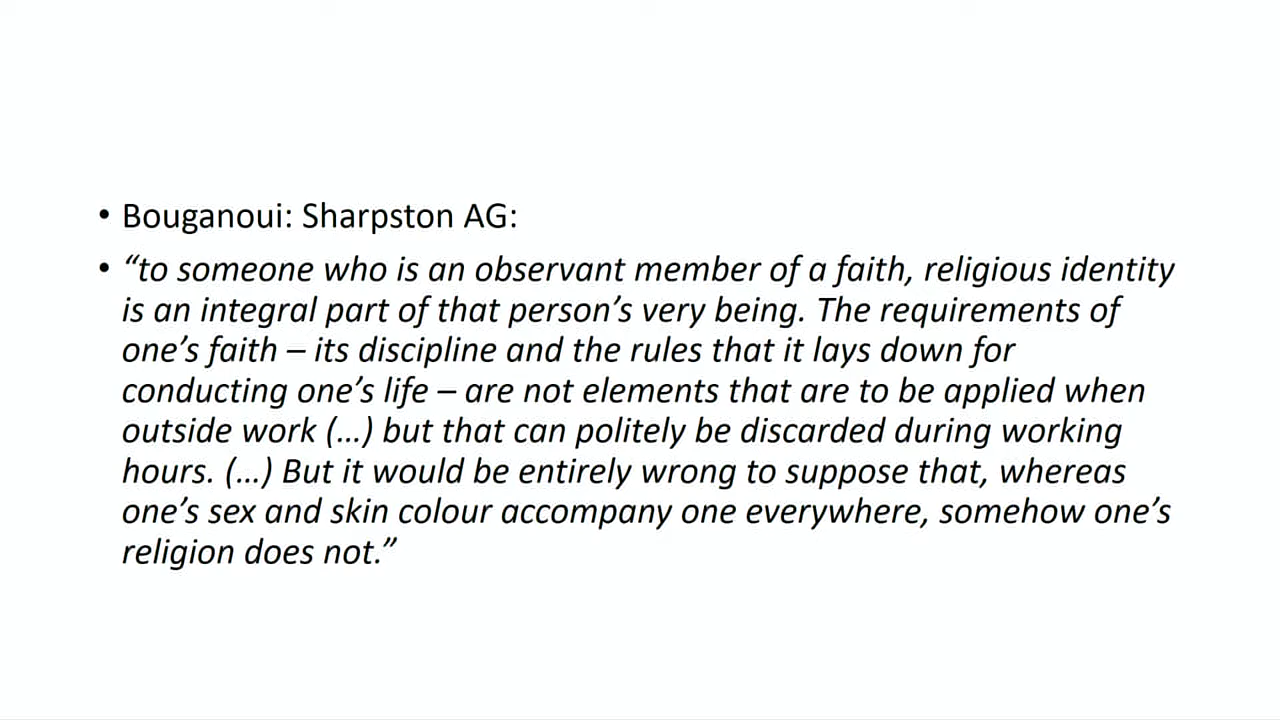 • Bouganoui: Sharpston AG:
• “to someone who is an observant member of a faith, religious identity
is an integral part of that person’s very being. The requirements of
one’s faith – its discipline and the rules that it lays down for
conducting one’s life – are not elements that are to be applied when
outside work (…) but that can politely be discarded during working
hours. (…) But it would be entirely wrong to suppose that, whereas
one’s sex and skin colour accompany one everywhere, somehow one’s
religion does not.”